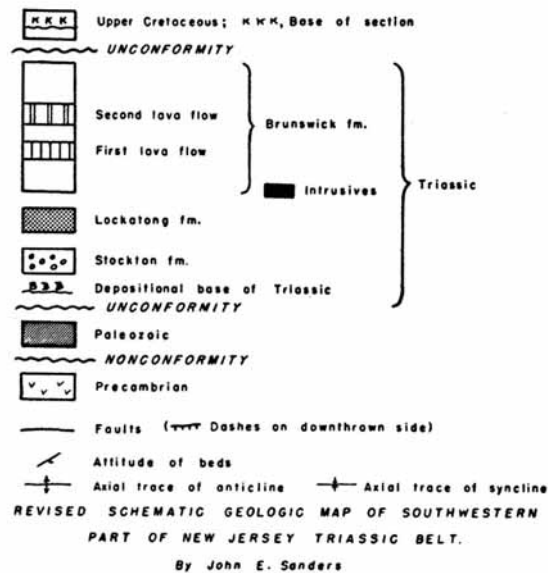 Upper Cretaceous; KKK, Base of section
UNCONFORMITY
Second lava flow
Brunswick fm.
First lava flow
Intrusives
Triassic
Lockatong fm.
Stockton fm.
Depositional base of Triassic
UNCONFORMITY
Paleozoic
NONCONFORMITY
Precambrian
Faults (Dashes on downthrown side)
Attitude of beds
Axial trace of anticline Axial trace of syncline
REVISED SCHEMATIC GEOLOGIC MAP OF SOUTHWESTERN
PART OF NEW JERSEY TRIASSIC BELT.
By John E. Sanders